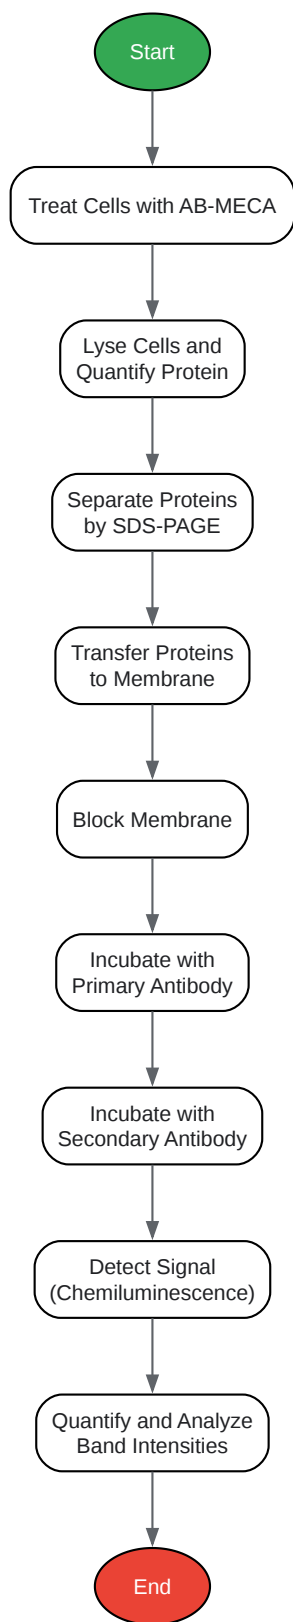 Start
Treat Cells with AB-MECA
Lyse Cells and
Quantify Protein
Separate Proteins
by SDS-PAGE
Transfer Proteins
to Membrane
Block Membrane
Incubate with
Primary Antibody
Incubate with
Secondary Antibody
Detect Signal
(Chemiluminescence)
Quantify and Analyze
Band Intensities
End